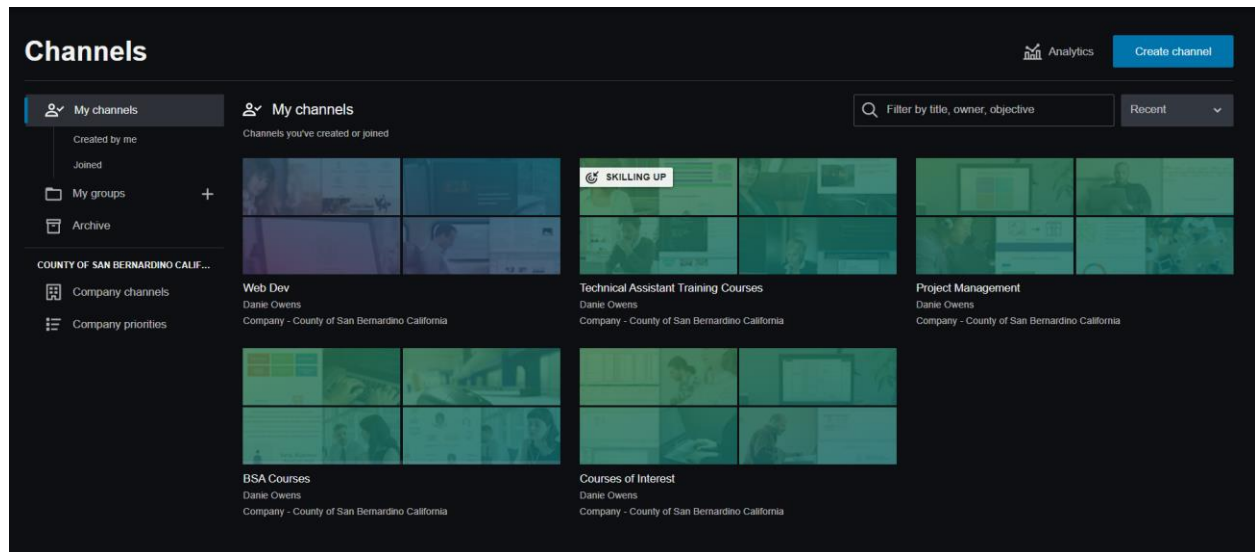 Channels
Analytics
Create channel
My channels
Created by me
Joined
My groups
Archive
COUNTY OF SAN BERNARDINO CALIF...
Company channels
Company priorities
My channels
Filter by title, owner, objective
Recent
Channels you've created or joined
Web Dev
Danie Owens
Company - County of San Bernardino California
SKILLING UP
Technical Assistant Training Courses
Danie Owens
Company - County of San Bernardino California
Project Management
Danie Owens
Company - County of San Bernardino California
BSA Courses
Danie Owens
Company - County of San Bernardino California
Courses of Interest
Danie Owens
Company - County of San Bernardino California